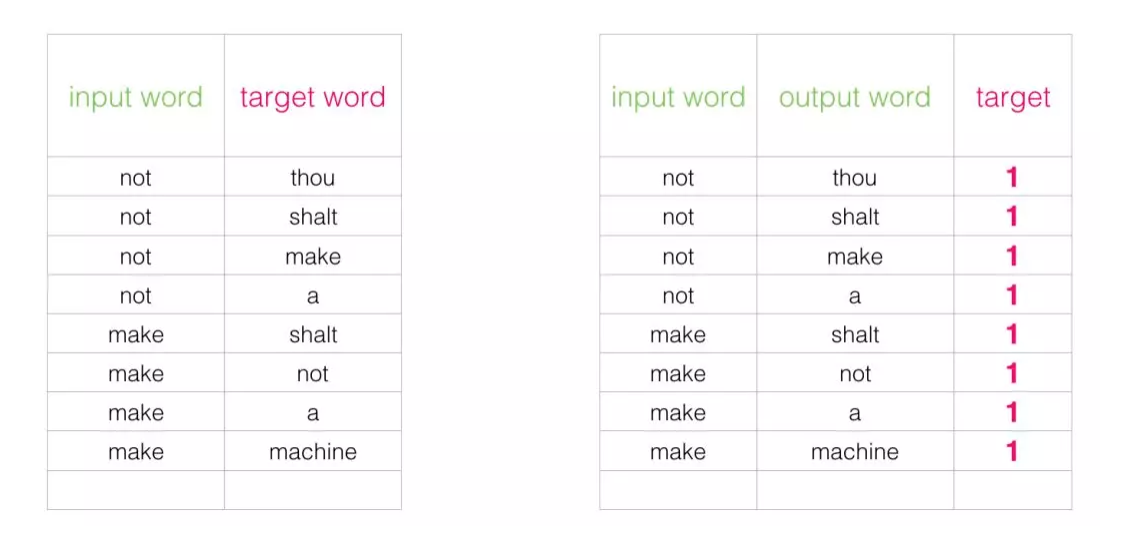 input word target word
not thou
not shalt
not make
not a
make shalt
make not
make a
make machine
input word output word target
not thou 1
not shalt 1
not make 1
not a 1
make shalt 1
make not 1
make a 1
make machine 1